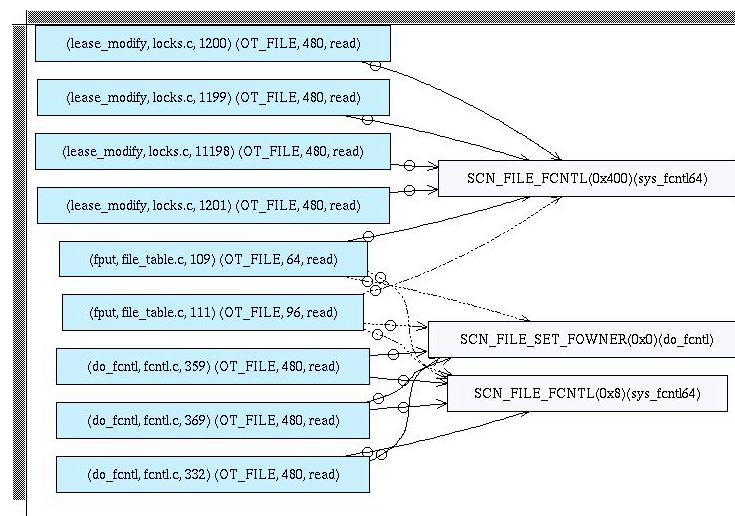 (lease_modify, locks.c, 1200) (OT_FILE, 480, read)
(lease_modify, locks.c, 1199) (OT_FILE, 480, read)
(lease_modify, locks.c, 11198) (OT_FILE, 480, read)
SCN_FILE_FCNTL(0x400)(sys_fcntl64)
(lease_modify, locks.c, 1201) (OT_FILE, 480, read)
(fput, file_table.c, 109) (OT_FILE, 64, read)
(fput, file_table.c, 111) (OT_FILE, 96, read)
SCN_FILE_SET_FOWNER(0x0)(do_fcntl)
(do_fcntl, fcntl.c, 359) (OT_FILE, 480, read)
SCN_FILE_FCNTL(0x8)(sys_fcntl64)
(do_fcntl, fcntl.c, 369) (OT_FILE, 480, read)
(do_fcntl, fcntl.c, 332) (OT_FILE, 480, read)